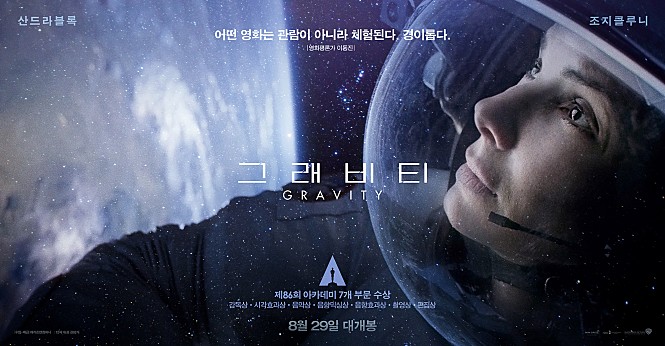 산드라블록
조지클루니
어떤 영화는 관람이 아니라 체험된다. 경이롭다.
|영화평론가 이동진|
그래비티
GRAVITY
제86회 아카데미 7개 부문 수상
감독상 • 시각효과상 • 음악상 • 음향믹싱상 • 음향효과상 • 촬영상 • 편집상
8월 29일 대개봉